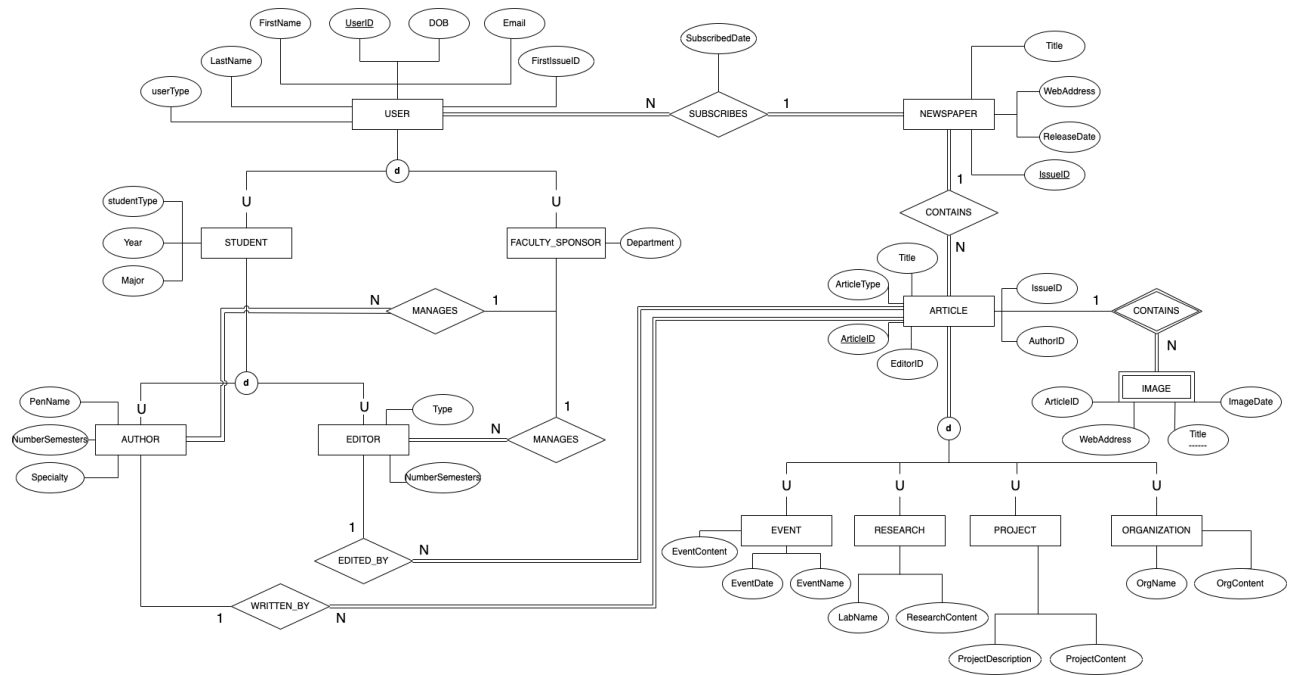 FirstName
UserID
DOB
Email
SubscribedDate
Title
LastName
FirstIssueID
userType
WebAddress
USER
N
SUBSCRIBES
1
NEWSPAPER
ReleaseDate
d
IssueID
1
U
U
studentType
CONTAINS
Year
STUDENT
FACULTY_SPONSOR
Department
N
Title
Major
ArticleType
IssueID
N
MANAGES
1
ARTICLE
1
CONTAINS
ArticleID
AuthorID
EditorID
N
d
IMAGE
PenName
U
U
Type
1
ArticleID
ImageDate
NumberSemesters
AUTHOR
EDITOR
N
MANAGES
d
WebAddress
Title
------
Specialty
NumberSemesters
U
U
U
U
1
EVENT
RESEARCH
PROJECT
ORGANIZATION
EventContent
EDITED_BY
N
EventDate
EventName
OrgName
OrgContent
WRITTEN_BY
1
N
LabName
ResearchContent
ProjectDescription
ProjectContent